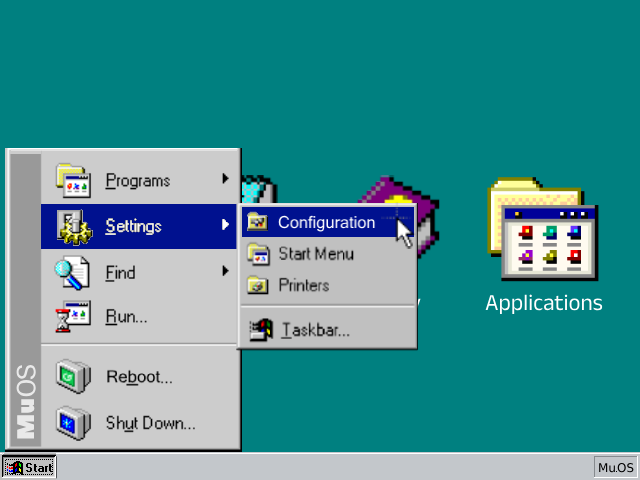 Programs
Settings
Find
Run...
Reboot...
Shut Down...
MuOS
Configuration
Start Menu
Printers
Taskbar...
y
Applications
Start
Mu.OS